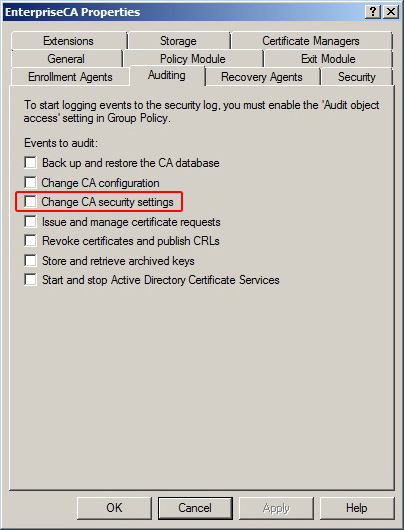 EnterpriseCA Properties
Extensions Storage Certificate Managers
General Policy Module Exit Module
Enrollment Agents Auditing Recovery Agents Security
To start logging events to the security log, you must enable the 'Audit object
access' setting in Group Policy.
Events to audit:
Back up and restore the CA database
Change CA configuration
Change CA security settings
Issue and manage certificate requests
Revoke certificates and publish CRLs
Store and retrieve archived keys
Start and stop Active Directory Certificate Services
OK Cancel Apply Help